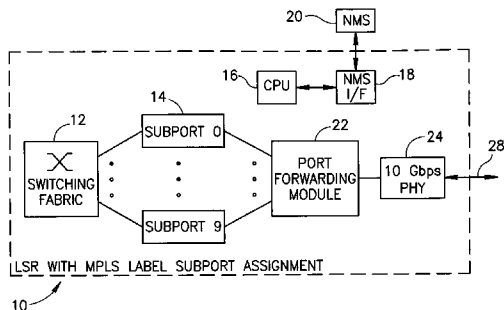 20
NMS
16
CPU
NMS
I/F
18
14
12
SUBPORT 0
22
24
28
SWITCHING
FABRIC
PORT
FORWARDING
MODULE
10 Gbps
PHY
SUBPORT 9
LSR WITH MPLS LABEL SUBPORT ASSIGNMENT
10